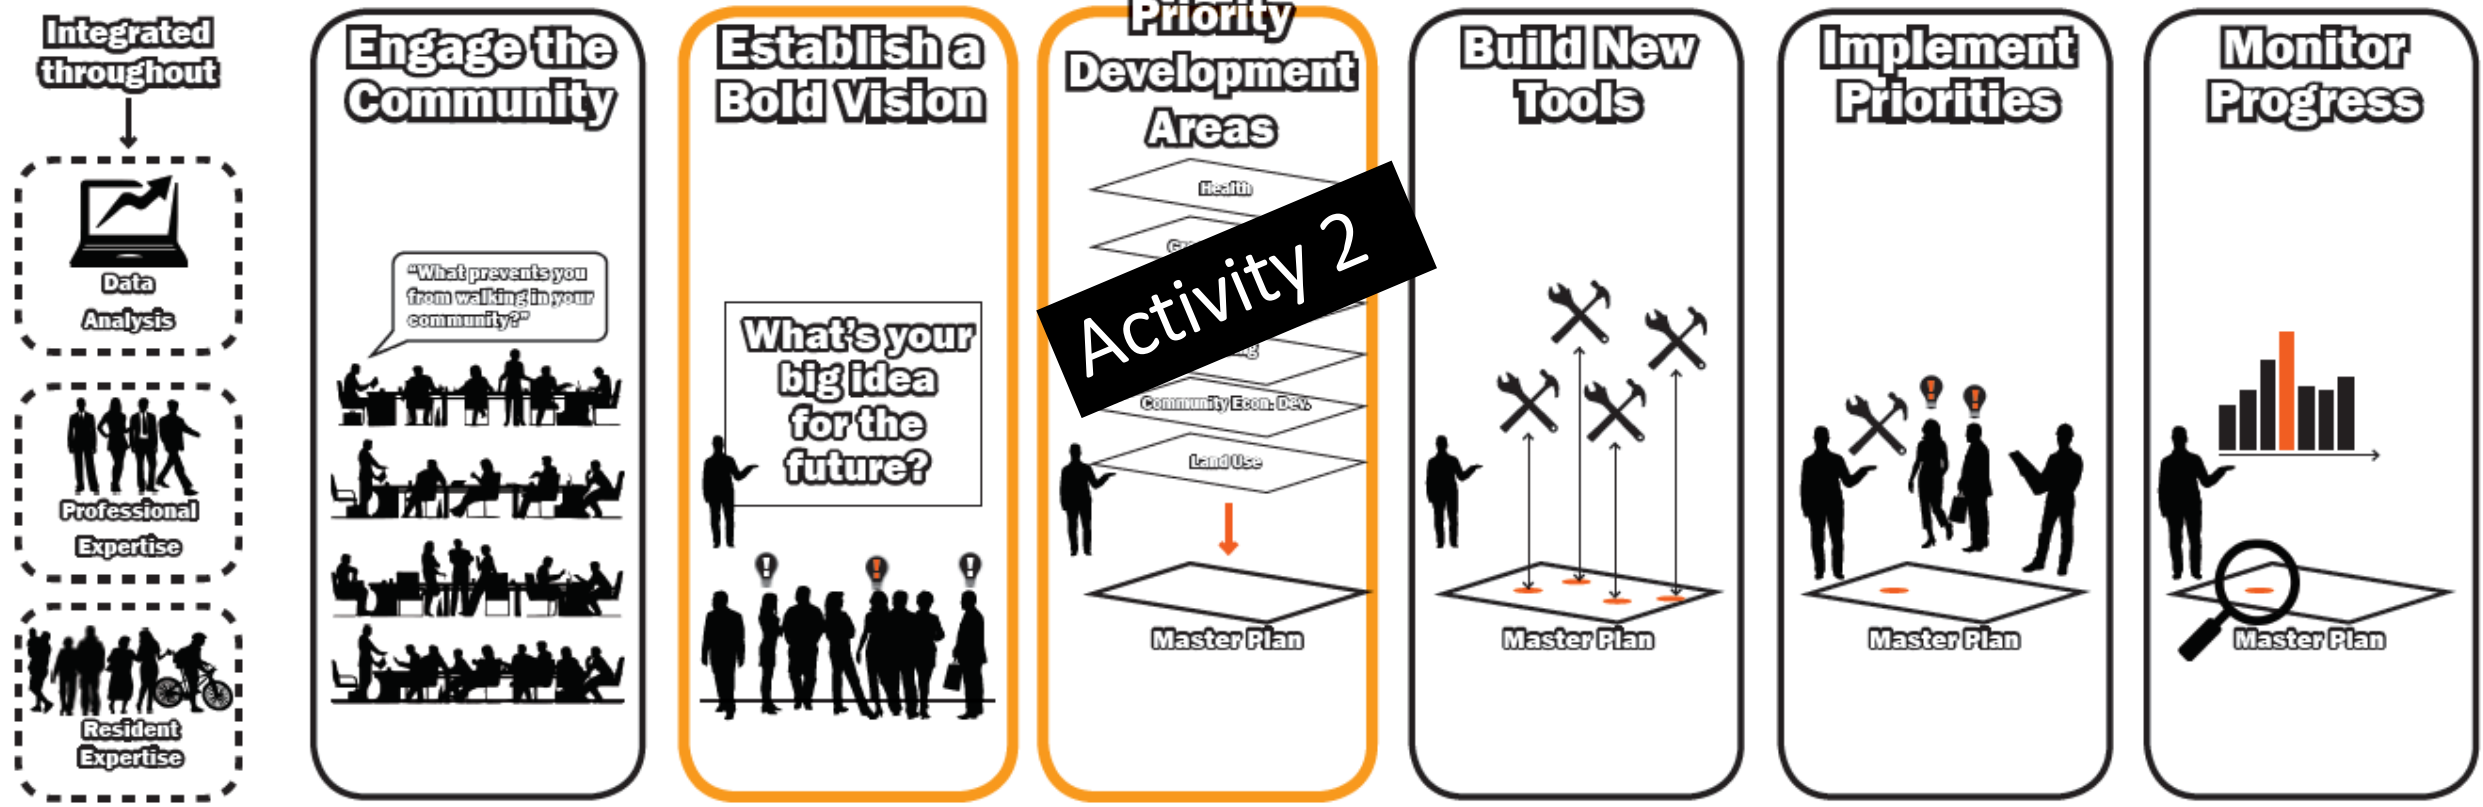 Integrated
throughout
Data
Analysis
Professional
Expertise
Resident
Expertise
Engage the
Community
"What prevents you
from walking in your
community?"
Establish a
Bold Vision
What's your
big idea
for the
future?
Priority
Development
Areas
Health
Activity 2
Community Econ. Dev.
Land Use
Master Plan
Build New
Tools
Master Plan
Implement
Priorities
Master Plan
Monitor
Progress
Master Plan